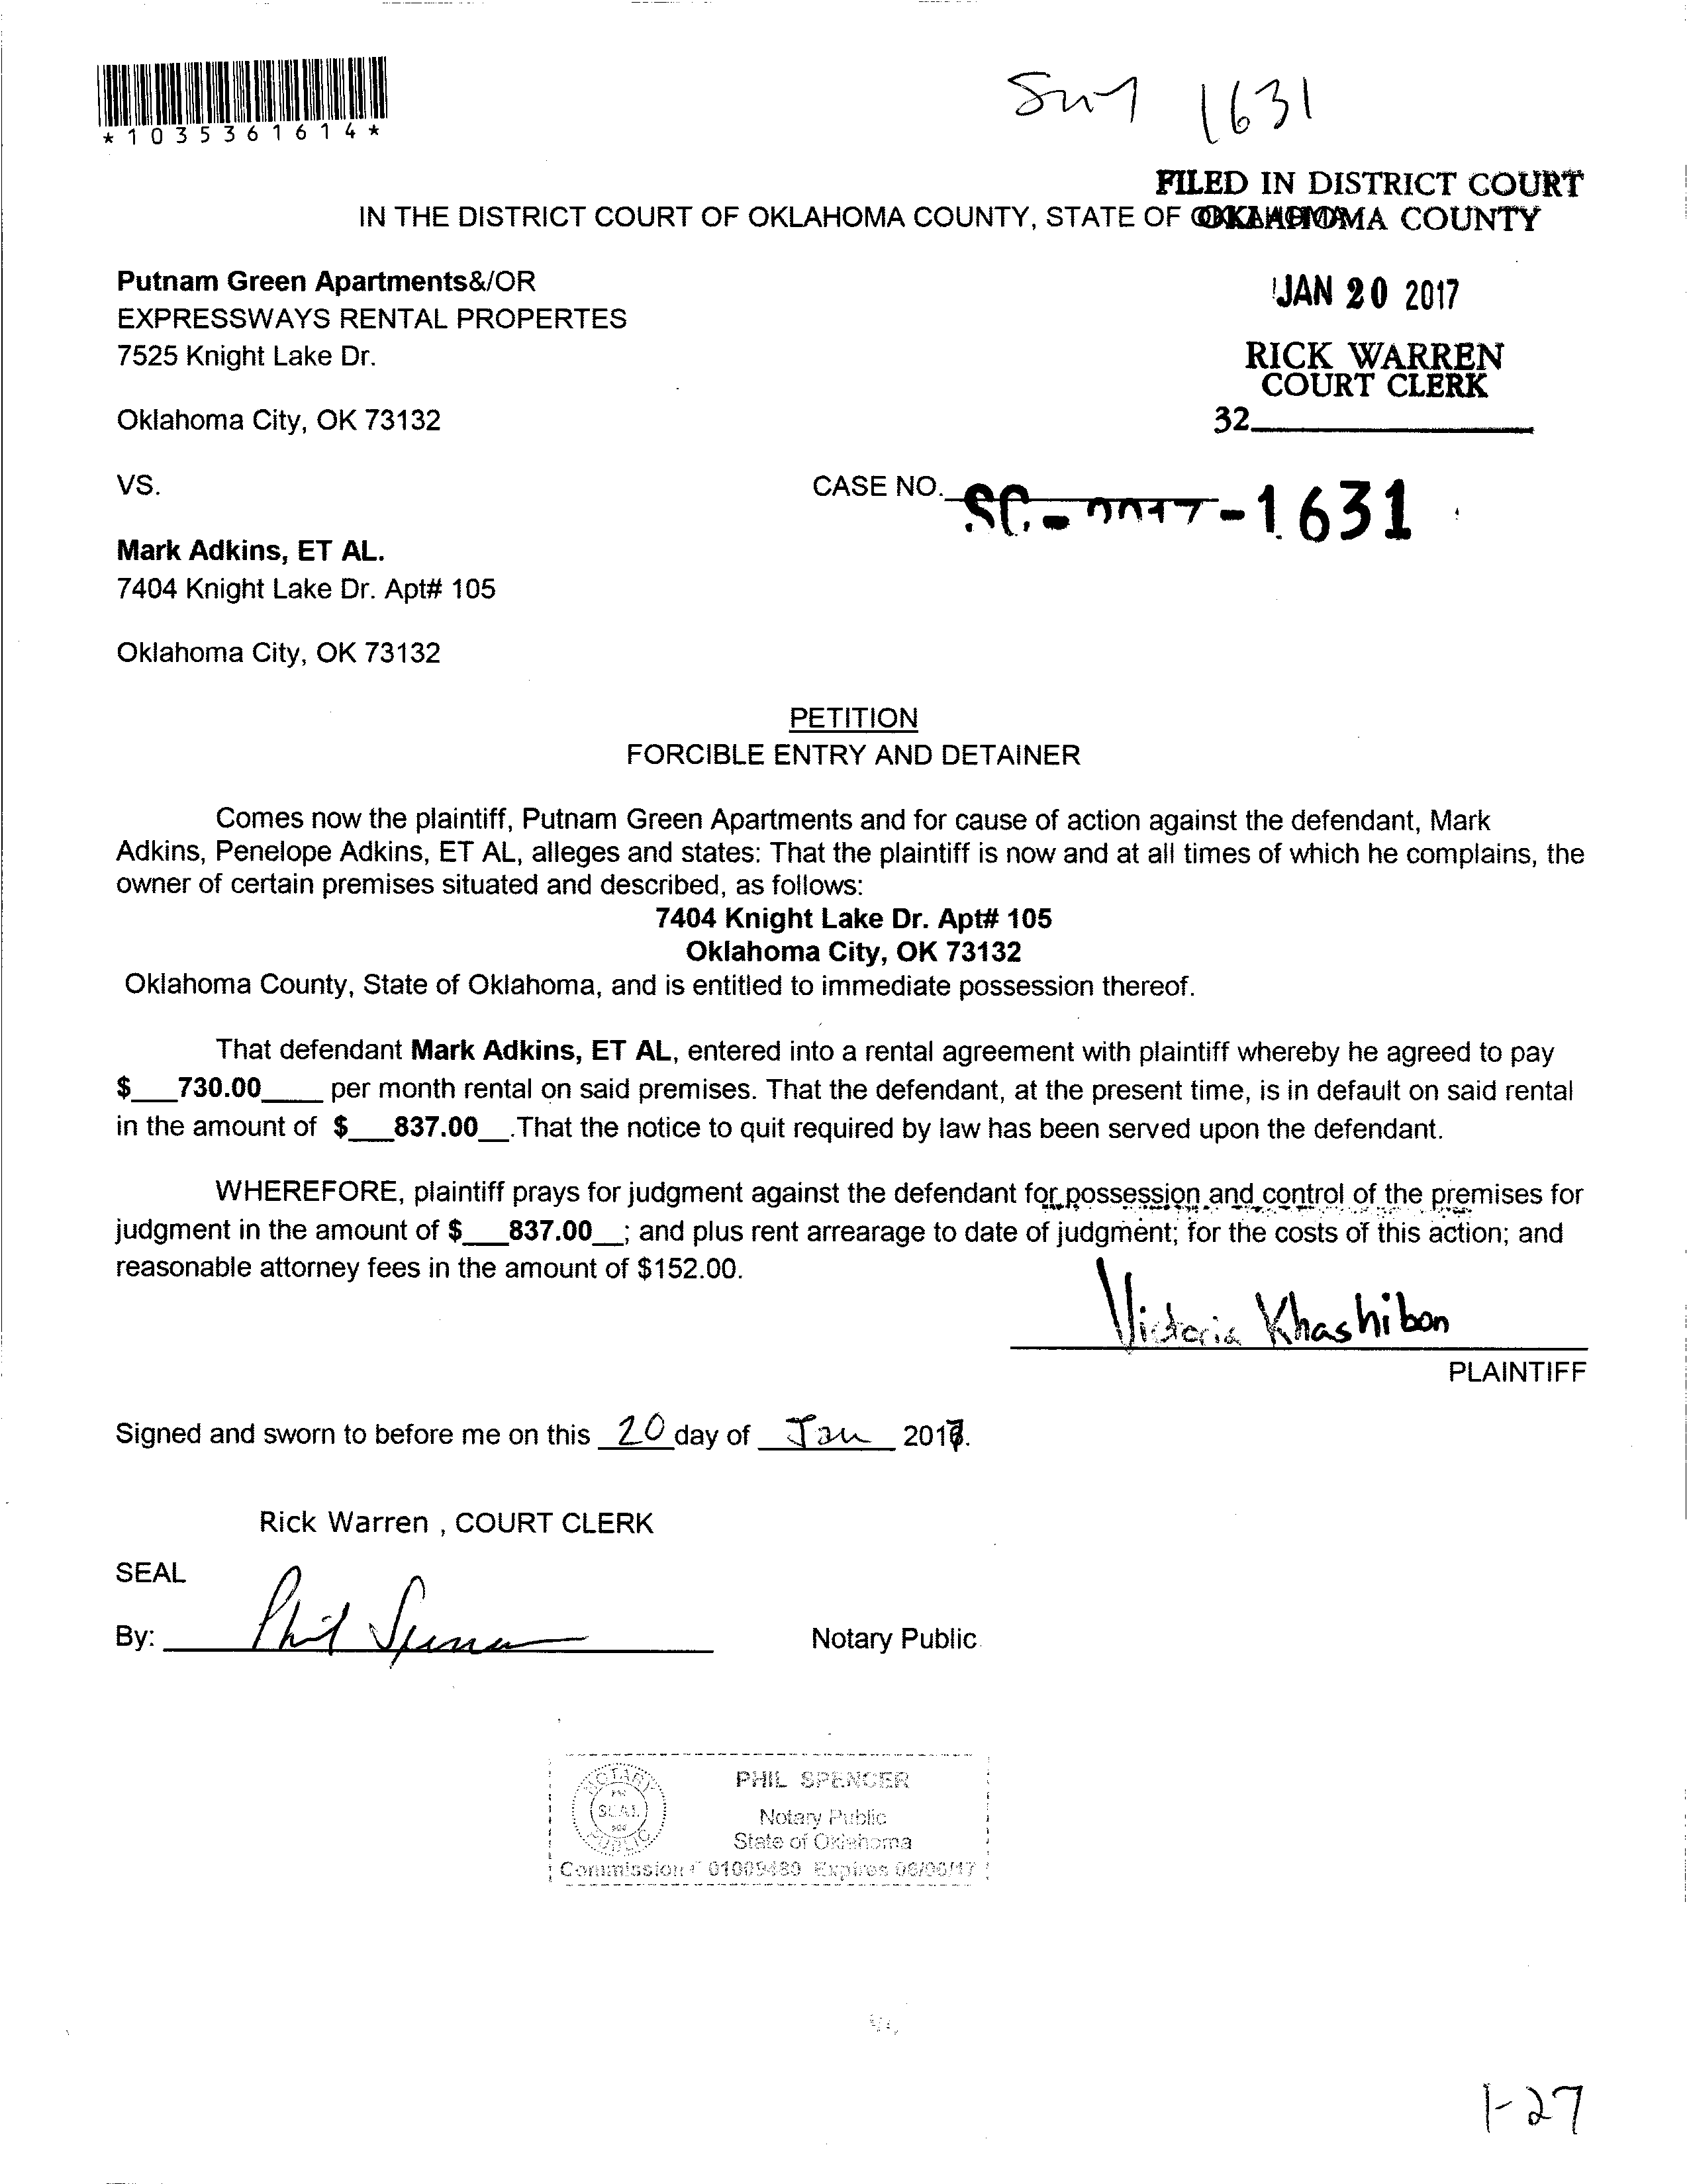 *1035361614*
1631
FILED IN DISTRICT COURT
IN THE DISTRICT COURT OF OKLAHOMA COUNTY, STATE OF OKLAHOMA COUNTY
Putnam Green Apartments&/OR
EXPRESSWAYS RENTAL PROPERTES
7525 Knight Lake Dr.
Oklahoma City, OK 73132
JAN 20 2017
RICK WARREN
COURT CLERK
32
VS.
CASE NO. SC-2017-1631
Mark Adkins, ET AL.
7404 Knight Lake Dr. Apt# 105
Oklahoma City, OK 73132
PETITION
FORCIBLE ENTRY AND DETAINER
Comes now the plaintiff, Putnam Green Apartments and for cause of action against the defendant, Mark
Adkins, Penelope Adkins, ET AL, alleges and states: That the plaintiff is now and at all times of which he complains, the
owner of certain premises situated and described, as follows:
7404 Knight Lake Dr. Apt# 105
Oklahoma City, OK 73132
Oklahoma County, State of Oklahoma, and is entitled to immediate possession thereof.
That defendant Mark Adkins, ET AL, entered into a rental agreement with plaintiff whereby he agreed to pay
$___730.00____ per month rental on said premises. That the defendant, at the present time, is in default on said rental
in the amount of $___837.00__.That the notice to quit required by law has been served upon the defendant.
WHEREFORE, plaintiff prays for judgment against the defendant for possession and control of the premises for
judgment in the amount of $___837.00__; and plus rent arrearage to date of judgment; for the costs of this action; and
reasonable attorney fees in the amount of $152.00.
Victoria Khashibon
PLAINTIFF
Signed and sworn to before me on this 20 day of Jan 2017.
Rick Warren , COURT CLERK
SEAL
By: Phil Spencer Notary Public
NOTARY
SEAL
PUBLIC
PHIL SPENCER
Notary Public
State of Oklahoma
Commission # 01009480 Expires 06/06/17
1-27